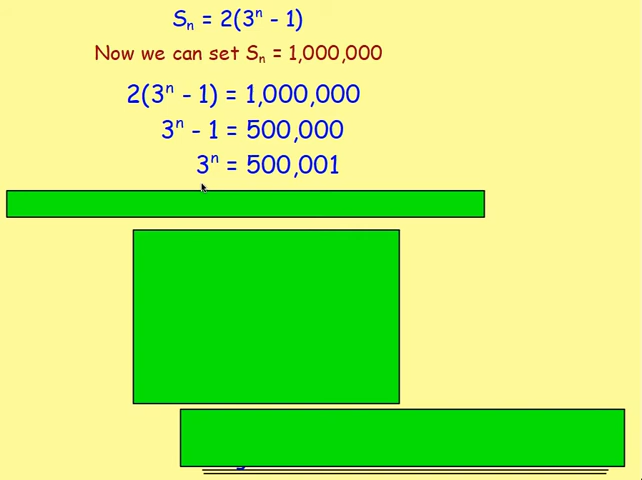 Sₙ = 2(3ⁿ - 1)
Now we can set Sₙ = 1,000,000
2(3ⁿ - 1) = 1,000,000
3ⁿ - 1 = 500,000
3ⁿ = 500,001